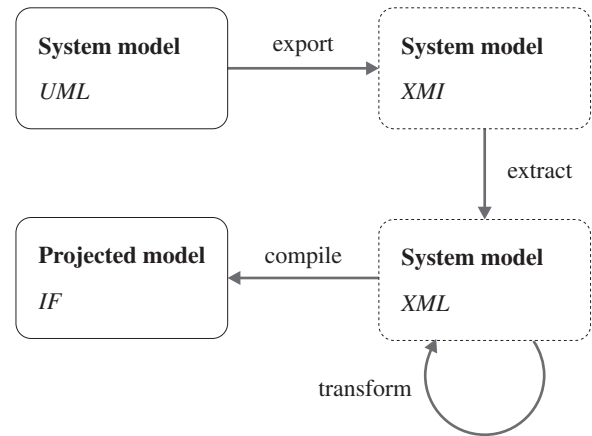 System model
UML
export
System model
XMI
extract
Projected model
IF
compile
System model
XML
transform